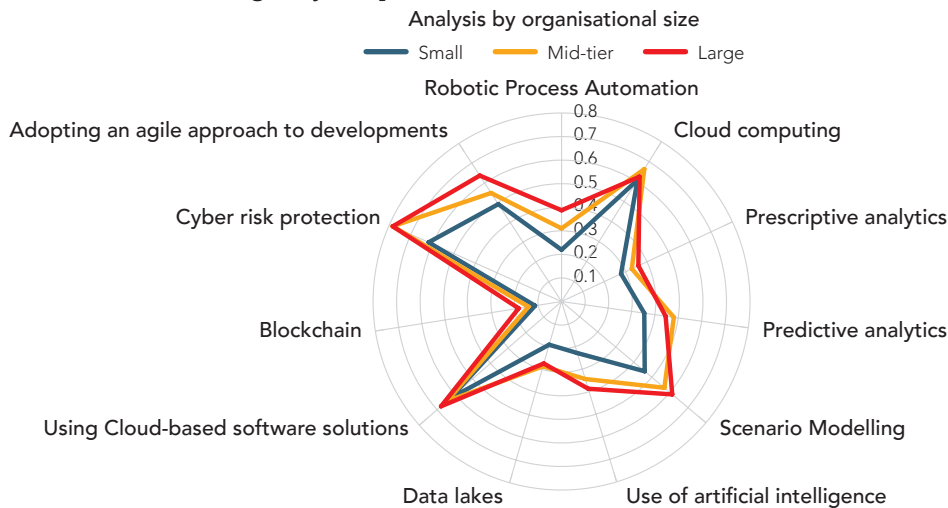 Analysis by organisational size
Small Mid-tier Large
Robotic Process Automation
Adopting an agile approach to developments
Cloud computing
Cyber risk protection
Prescriptive analytics
Blockchain
Predictive analytics
Using Cloud-based software solutions
Scenario Modelling
Data lakes
Use of artificial intelligence
0.8
0.7
0.6
0.5
0.4
0.3
0.2
0.1